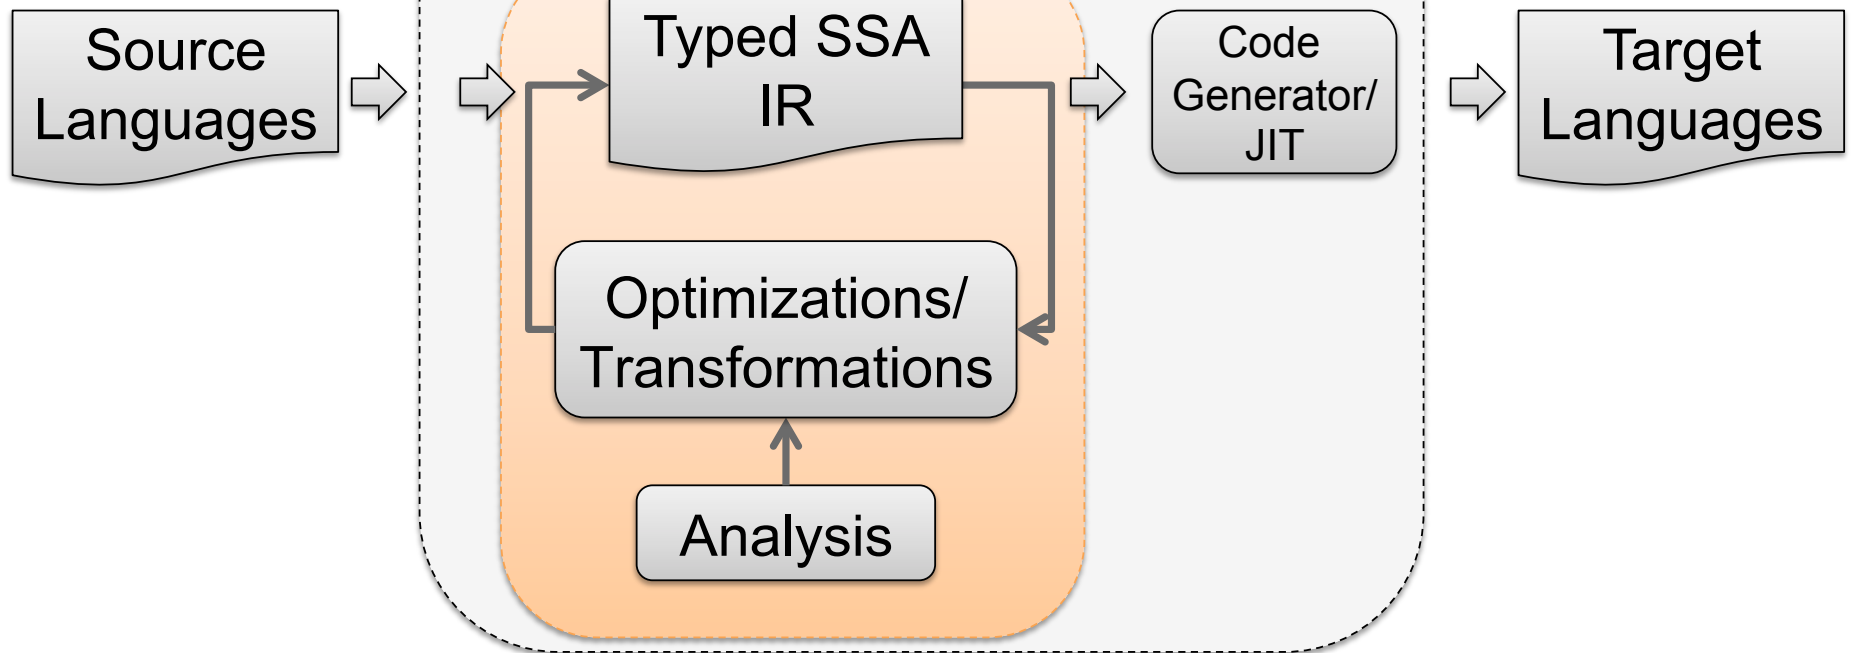 Source
Languages
Typed SSA
IR
Code
Generator/
JIT
Target
Languages
Optimizations/
Transformations
Analysis